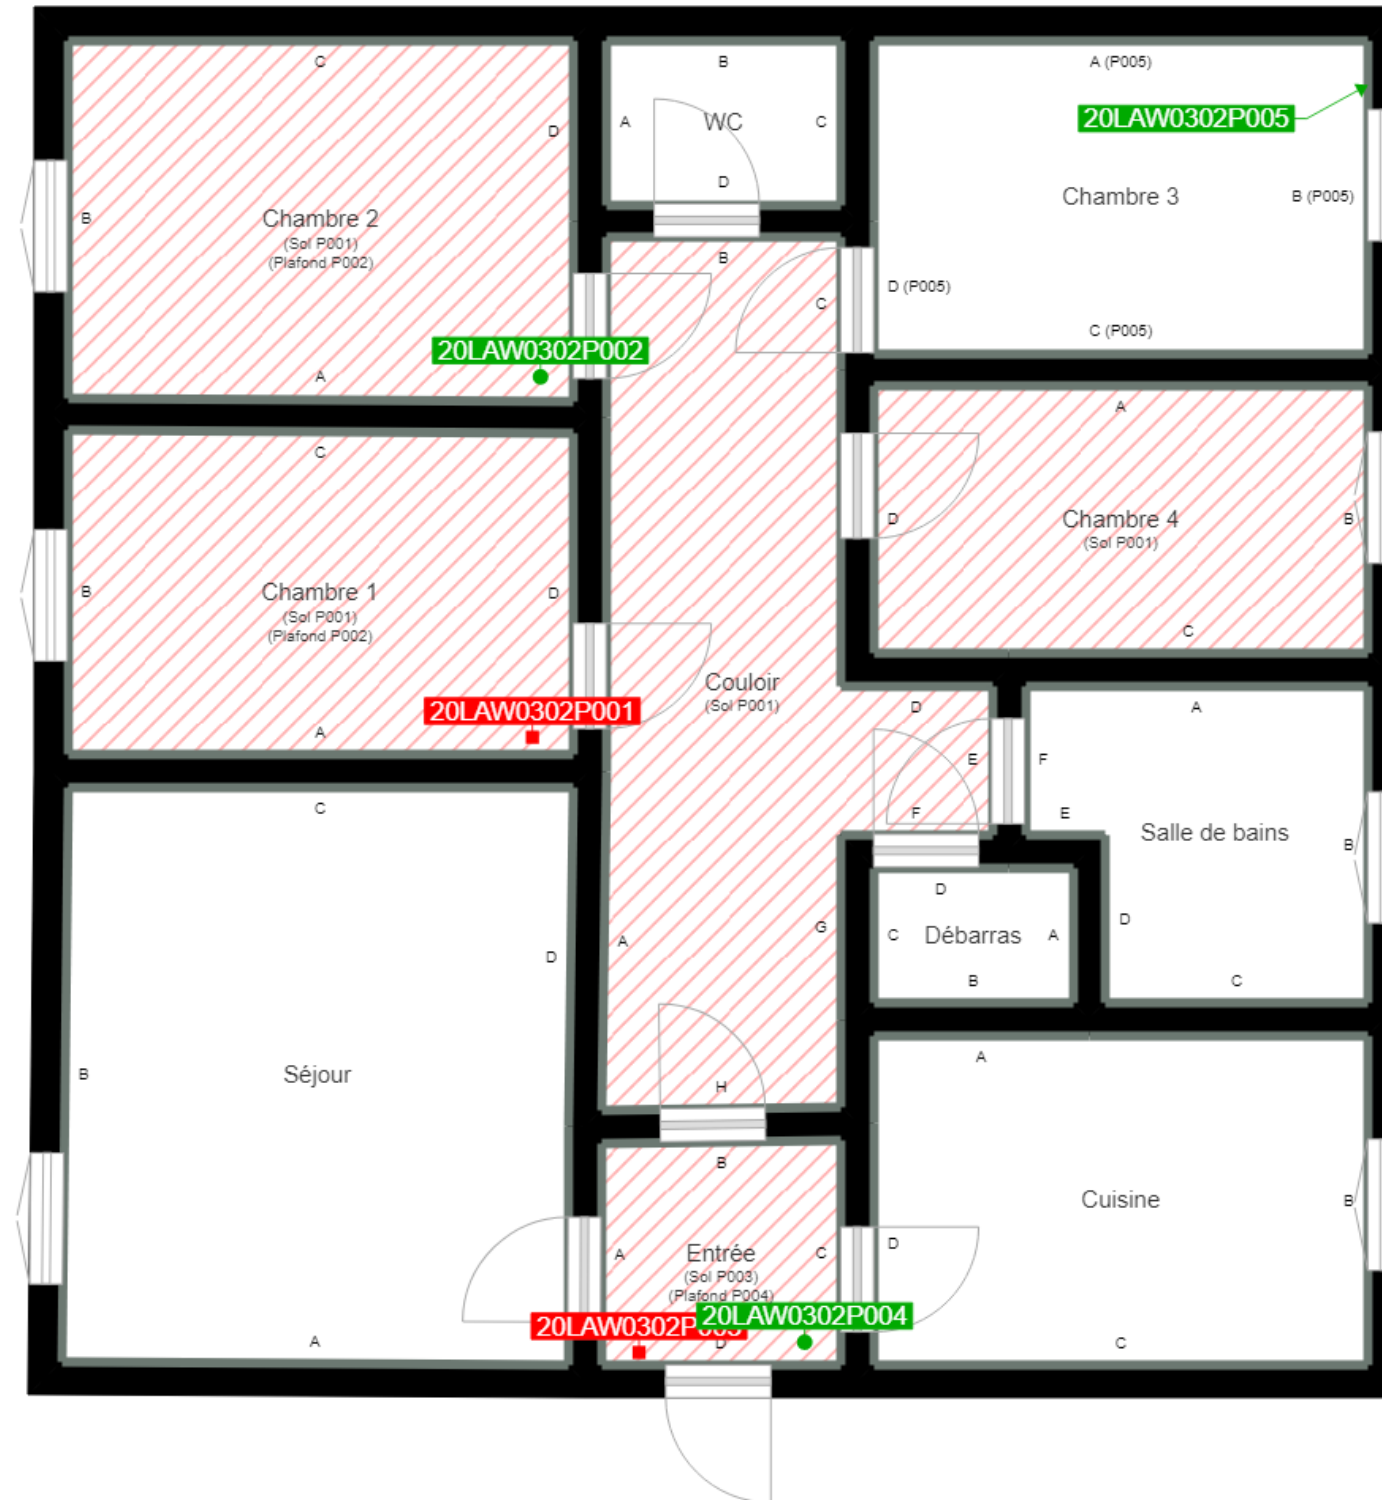 C
B
A (P005)
20LAW0302P005
D
A
WC
C
D
B
Chambre 2
(Sol P001)
(Plafond P002)
Chambre 3
B (P005)
B
C
D (P005)
C (P005)
20LAW0302P002
A
A
C
D
Chambre 4
(Sol P001)
B
C
B
Chambre 1
(Sol P001)
(Plafond P002)
D
20LAW0302P001
A
Couloir
(Sol P001)
D
A
E
F
F
E
Salle de bains
B
C
D
D
C
Débarras
A
B
D
C
A
G
B
Séjour
D
A
H
A
B
Cuisine
B
A
Entrée
(Sol P003)
(Plafond P004)
C
D
20LAW0302P003
20LAW0302P004
D
C
A